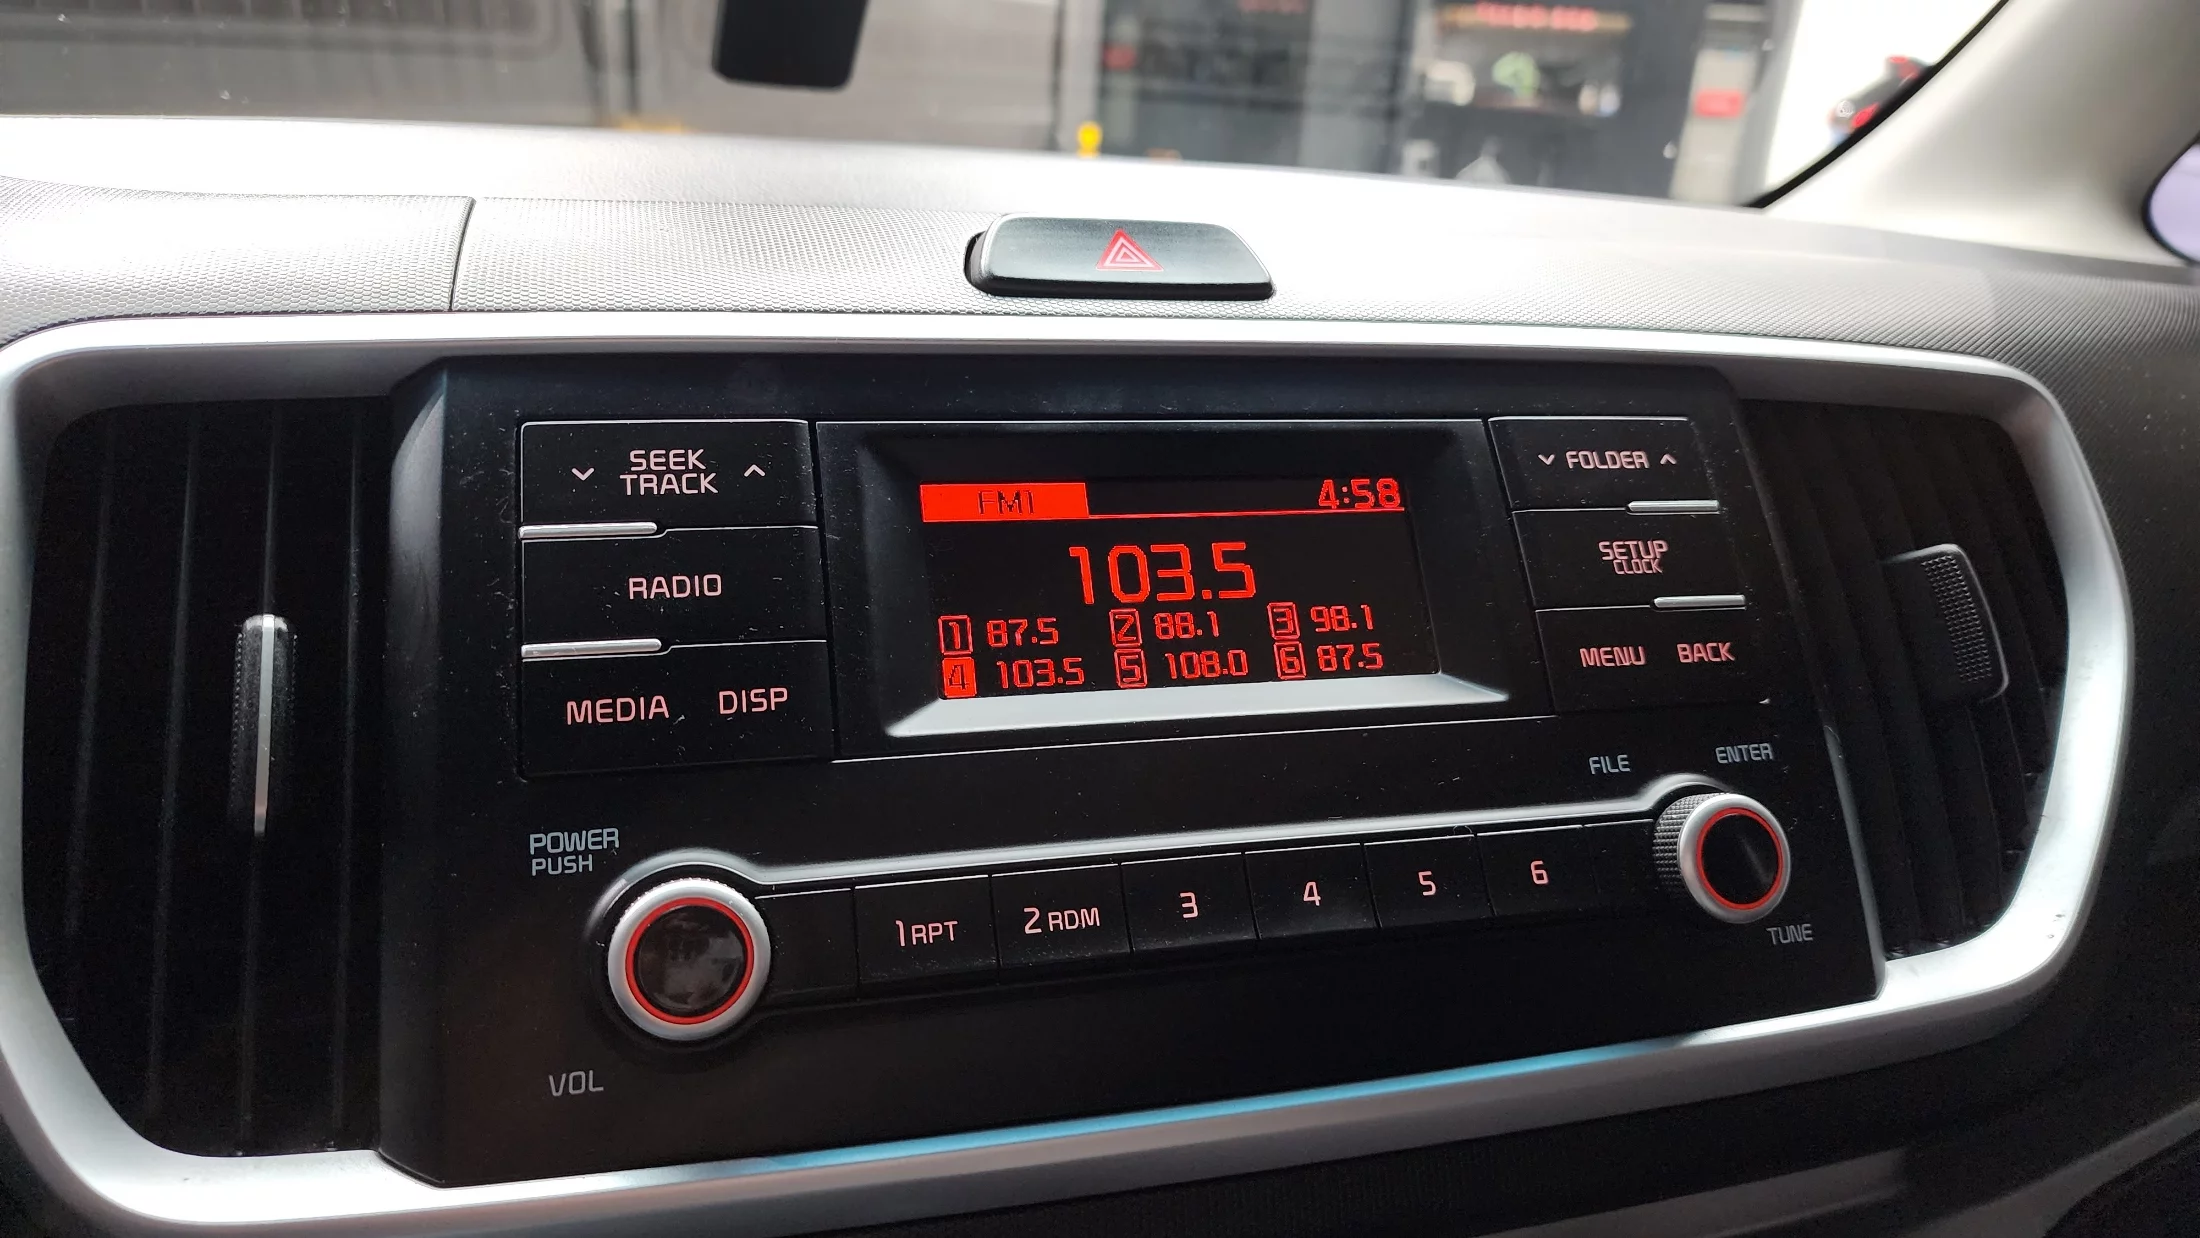 SEEK
TRACK
RADIO
MEDIA DISP
FM1 4:58
103.5
1 87.5 2 88.1 3 98.1
4 103.5 5 108.0 6 87.5
FOLDER
SETUP
CLOCK
MENU BACK
FILE ENTER
POWER
PUSH
VOL
1 RPT 2 RDM 3 4 5 6
TUNE